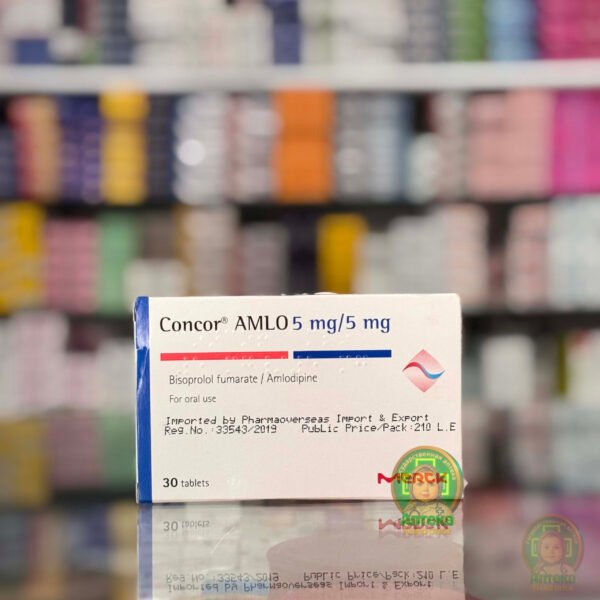 Concor® AMLO 5 mg/5 mg
Bisoprolol fumarate / Amlodipine
For oral use
Imported by Pharmaoverseas Import & Export
Reg.No.:33543/2019 Public Price/Pack:210 L.E
30 tablets
Merck
Аптека